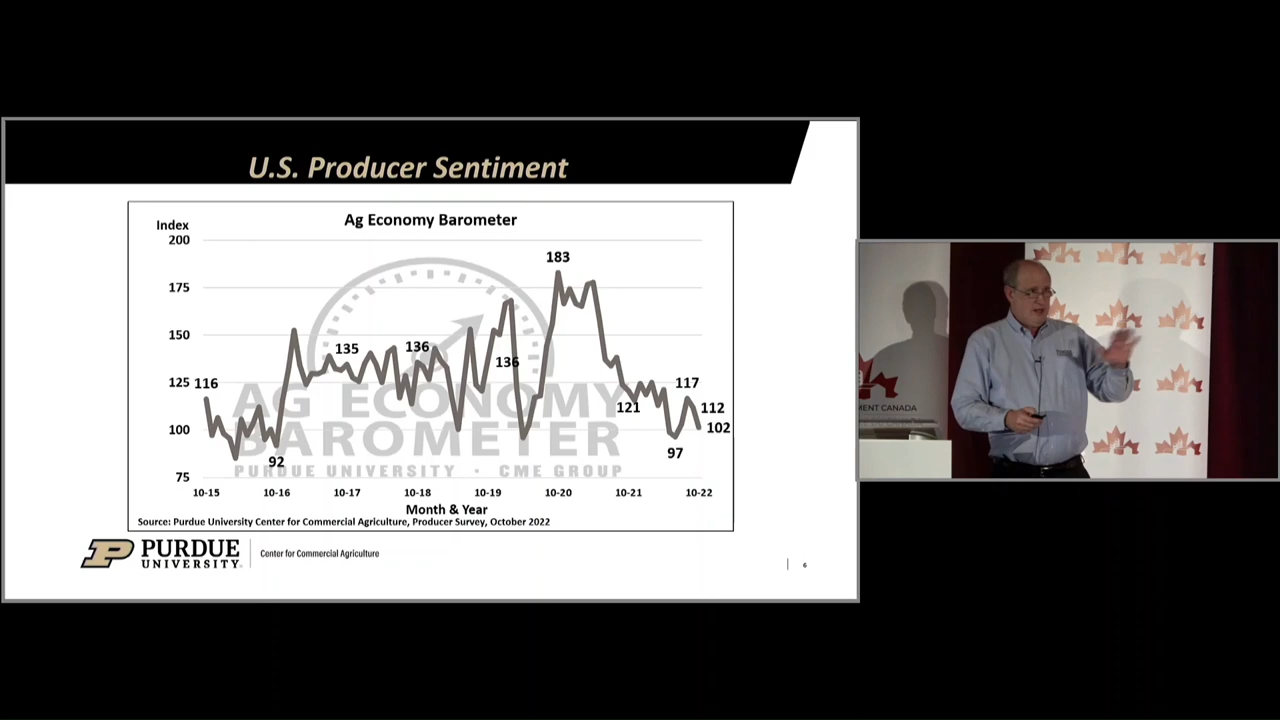 U.S. Producer Sentiment
Ag Economy Barometer
Index
200
175
150
125
100
75
116
92
135
136
136
183
121
117
112
102
97
AG ECONOMY
BAROMETER
PURDUE UNIVERSITY · CME GROUP
10-15 10-16 10-17 10-18 10-19 10-20 10-21 10-22
Month & Year
Source: Purdue University Center for Commercial Agriculture, Producer Survey, October 2022
P PURDUE
UNIVERSITY
Center for Commercial Agriculture
6
MENT CANADA